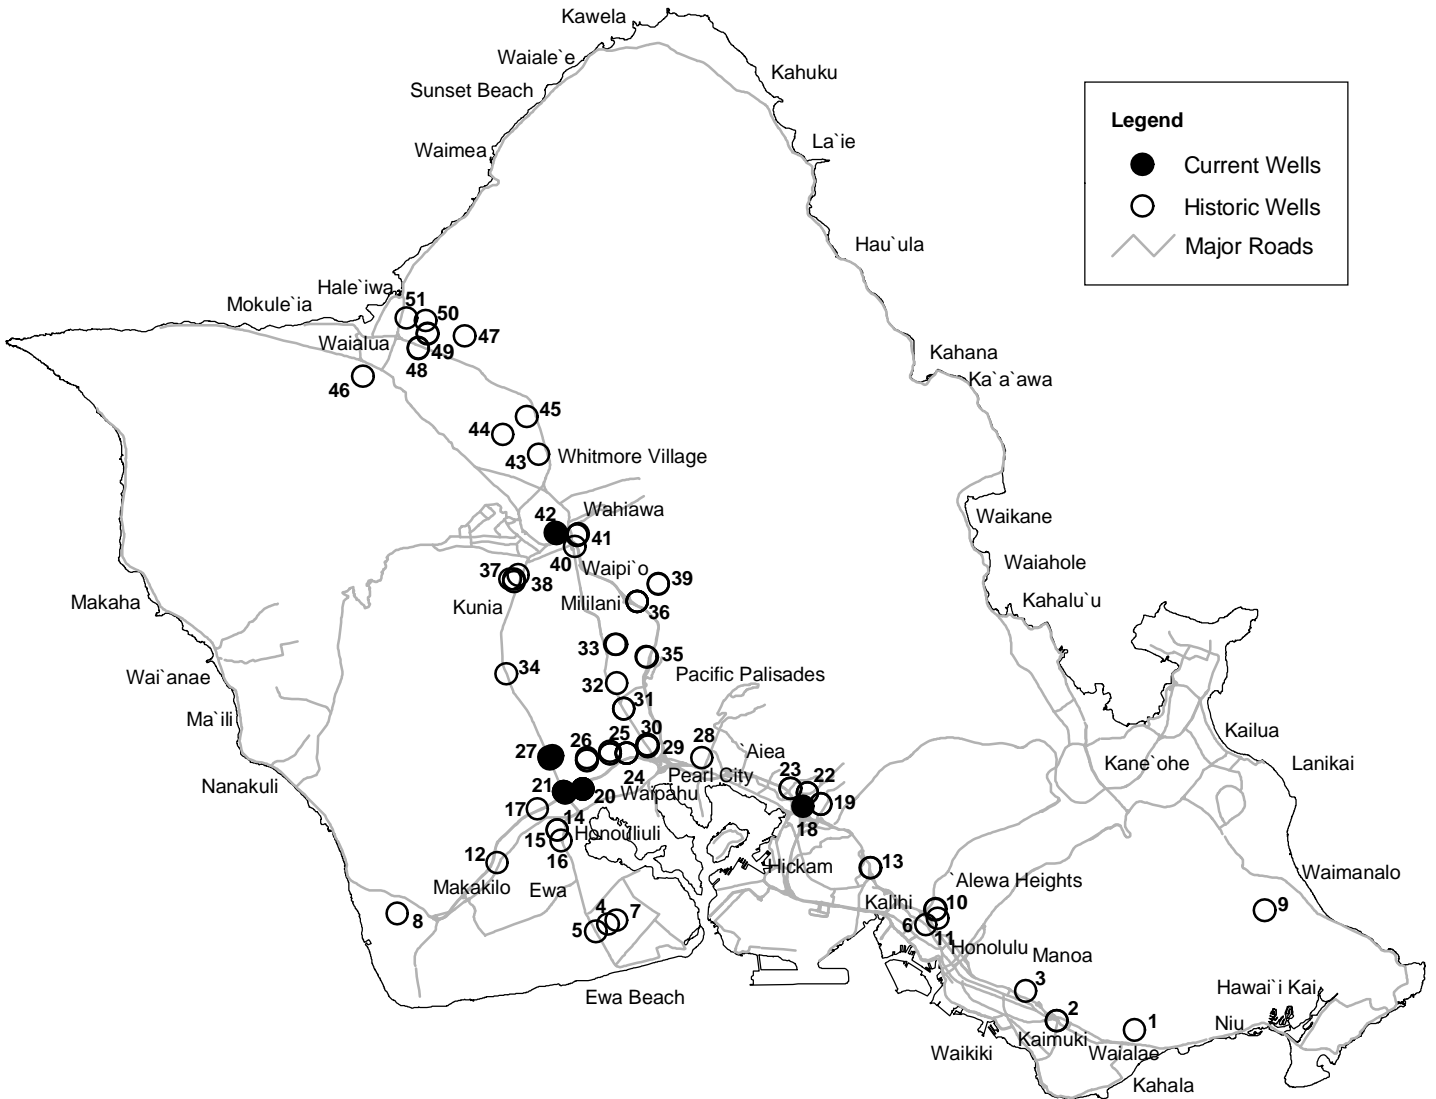 Kawela
Waiale`e
Kahuku
Sunset Beach
Legend
La`ie
Waimea
Current Wells
Historic Wells
Hau`ula
Major Roads
Hale`iwa
51
Mokule`ia
50
47
Waialua
49
48
Kahana
46
Ka`a`awa
45
44
43
Whitmore Village
42
Wahiawa
Waikane
41
40
Waipi`o
Waiahole
37
38
39
Makaha
Kunia
Mililani
36
Kahalu`u
33
35
34
Wai`anae
Pacific Palisades
32
Ma`ili
31
Kailua
30
26
25
29
28
`Aiea
27
Kane`ohe
Lanikai
Nanakuli
24
Pearl City
23
22
21
20
Waipahu
17
19
14
18
15
Honouliuli
16
12
Hickam
13
Makakilo
Ewa
`Alewa Heights
Waimanalo
Kalihi
10
9
8
4
7
5
6
11
Honolulu
Manoa
3
Hawai`i Kai
Ewa Beach
2
1
Niu
Kaimuki
Waikiki
Waialae
Kahala